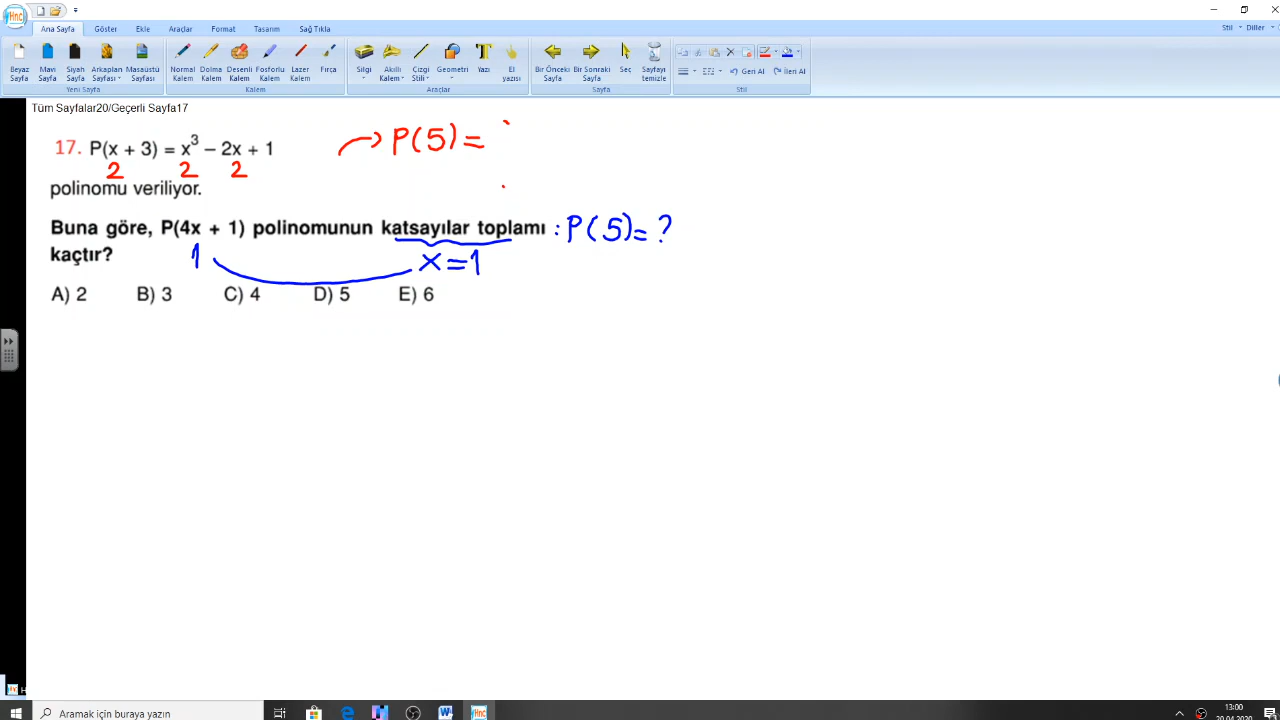 Stil Diller
Ana Sayfa Göster Ekle Araçlar Format Tasarım Sağ Tıkla
Beyaz Sayfa Mavi Sayfa Siyah Sayfa Arkaplan Sayfası Masaüstü Sayfası Normal Kalem Dolma Kalem Desenli Kalem Fosforlu Kalem Lazer Kalem Fırça Silgi Akıllı Kalem Çizgi Stili Geometri Yazı El yazısı Bir Önceki Sayfa Bir Sonraki Sayfa Seç Sayfayı temizle Geri Al İleri Al
Yeni Sayfa Kalem Araçlar Sayfa Stil
Tüm Sayfalar20/Geçerli Sayfa17
17. P(x + 3) = x³ − 2x + 1 P(5)=
2 2 2
polinomu veriliyor.
Buna göre, P(4x + 1) polinomunun katsayılar toplamı : P(5)= ?
kaçtır? 1 x=1
A) 2 B) 3 C) 4 D) 5 E) 6
Aramak için buraya yazın 13:00
20.04.2020